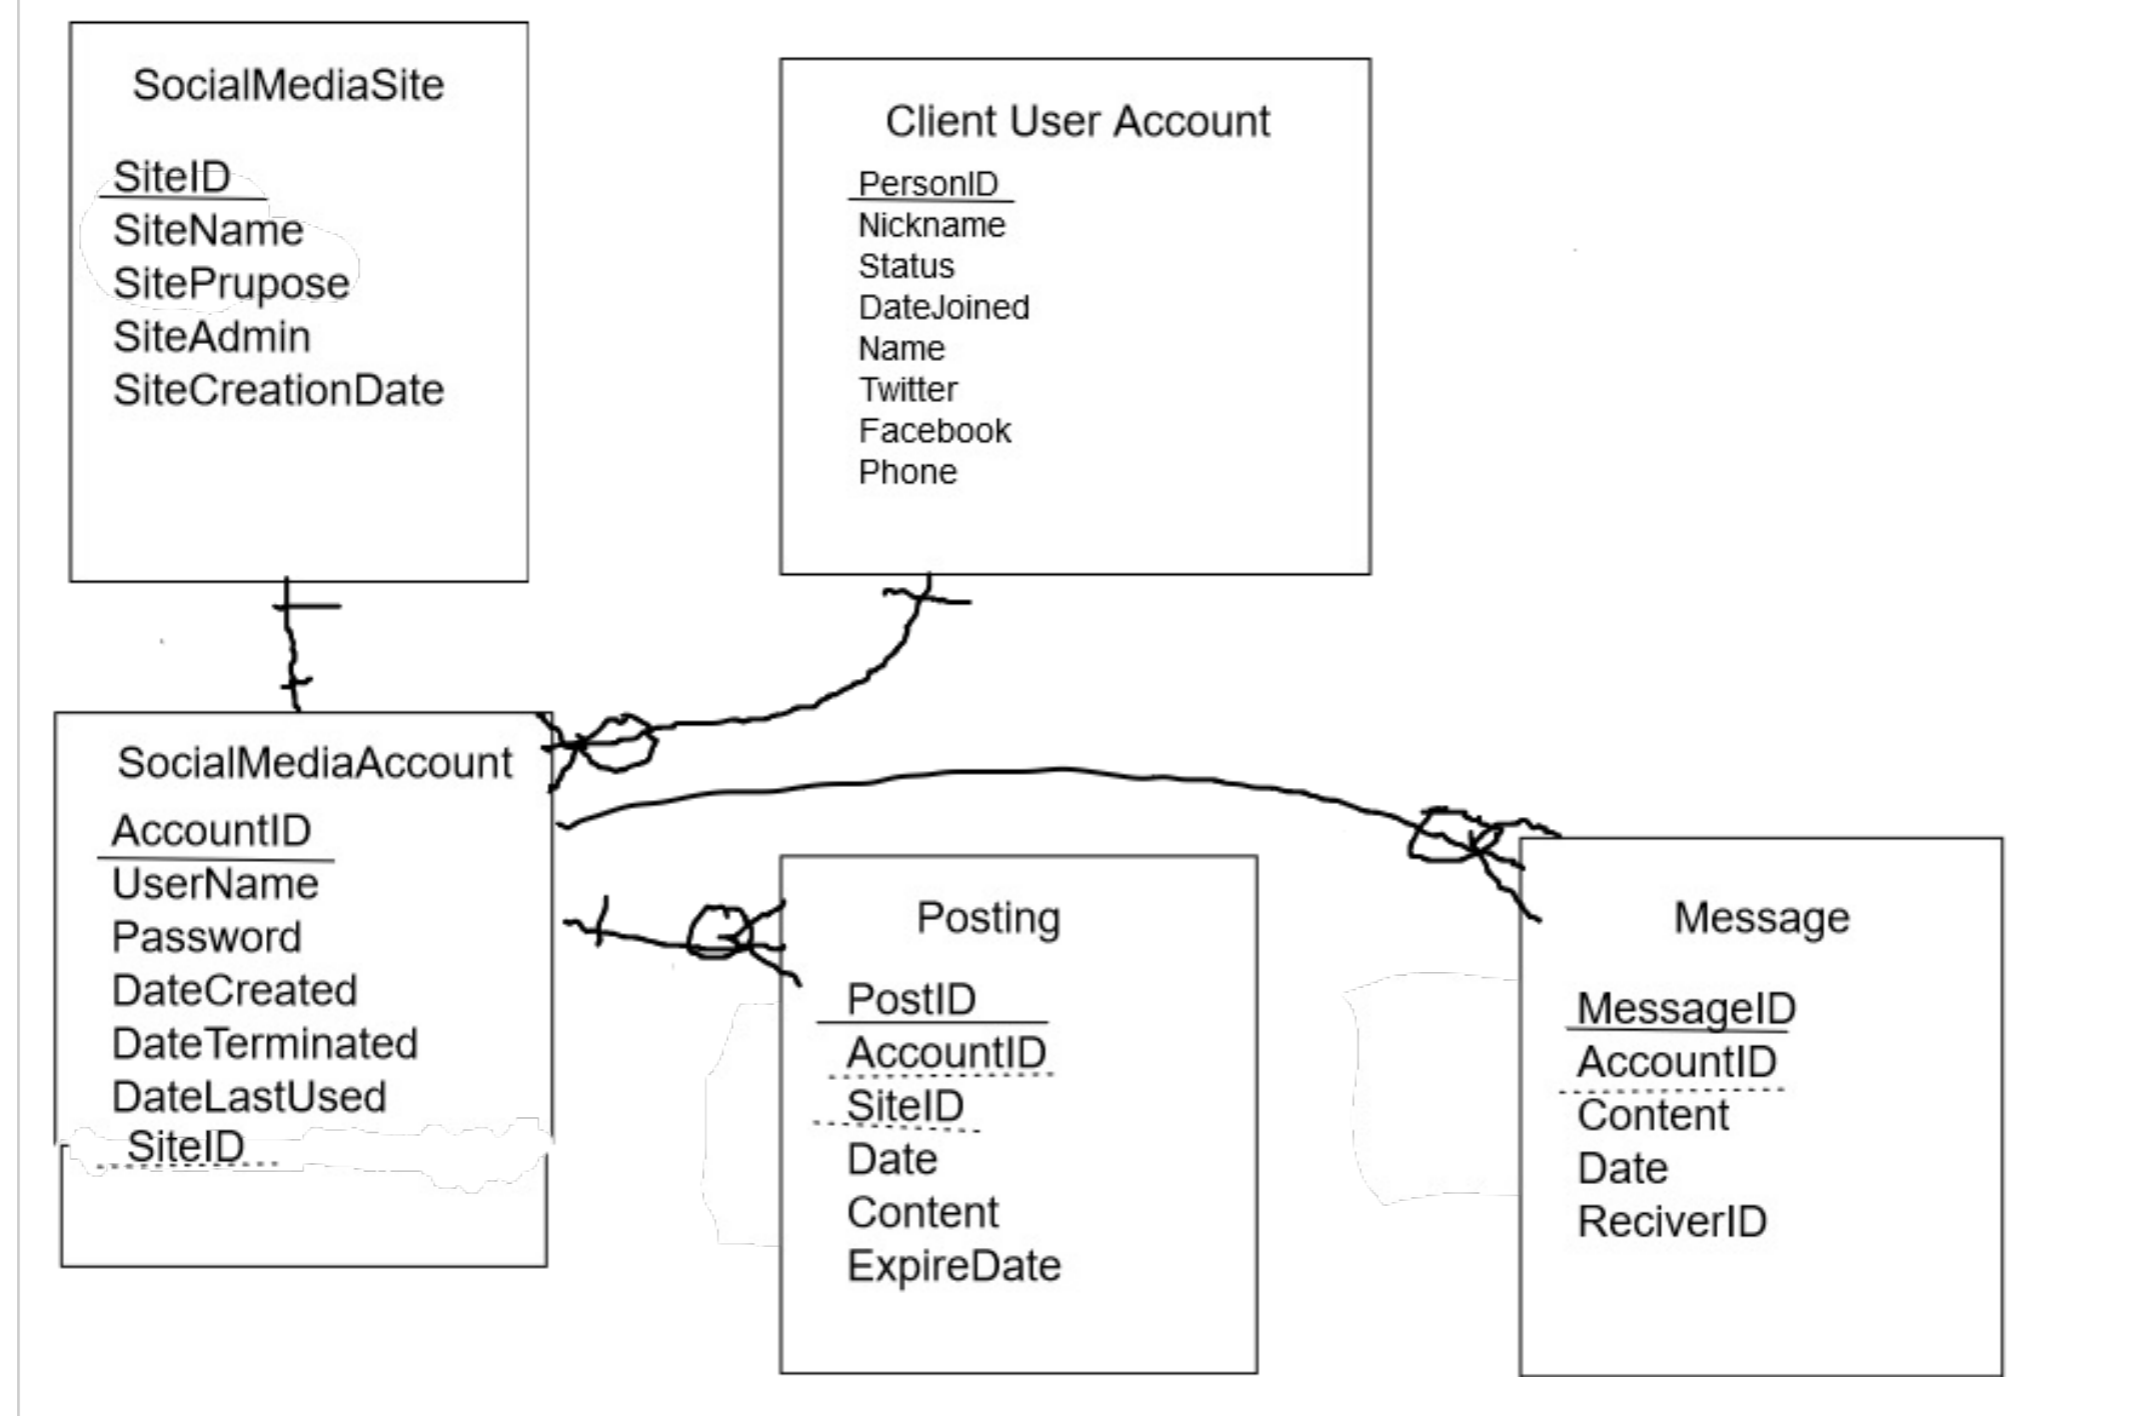 SocialMediaSite
SiteID
SiteName
SitePrupose
SiteAdmin
SiteCreationDate
Client User Account
PersonID
Nickname
Status
DateJoined
Name
Twitter
Facebook
Phone
SocialMediaAccount
AccountID
UserName
Password
DateCreated
DateTerminated
DateLastUsed
SiteID
Posting
PostID
AccountID
SiteID
Date
Content
ExpireDate
Message
MessageID
AccountID
Content
Date
ReciverID